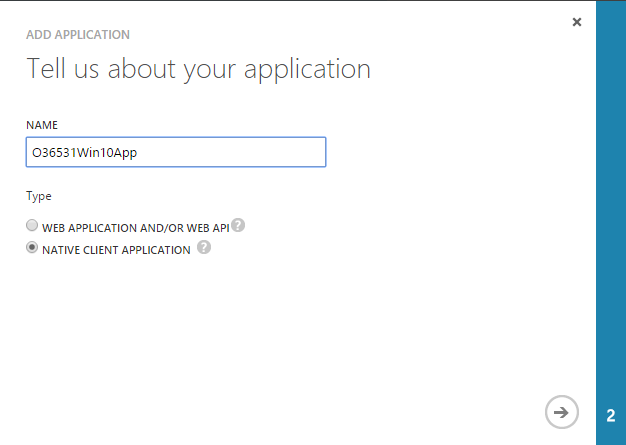 ADD APPLICATION
Tell us about your application
NAME
O36531Win10App
Type
WEB APPLICATION AND/OR WEB API ?
NATIVE CLIENT APPLICATION ?
2